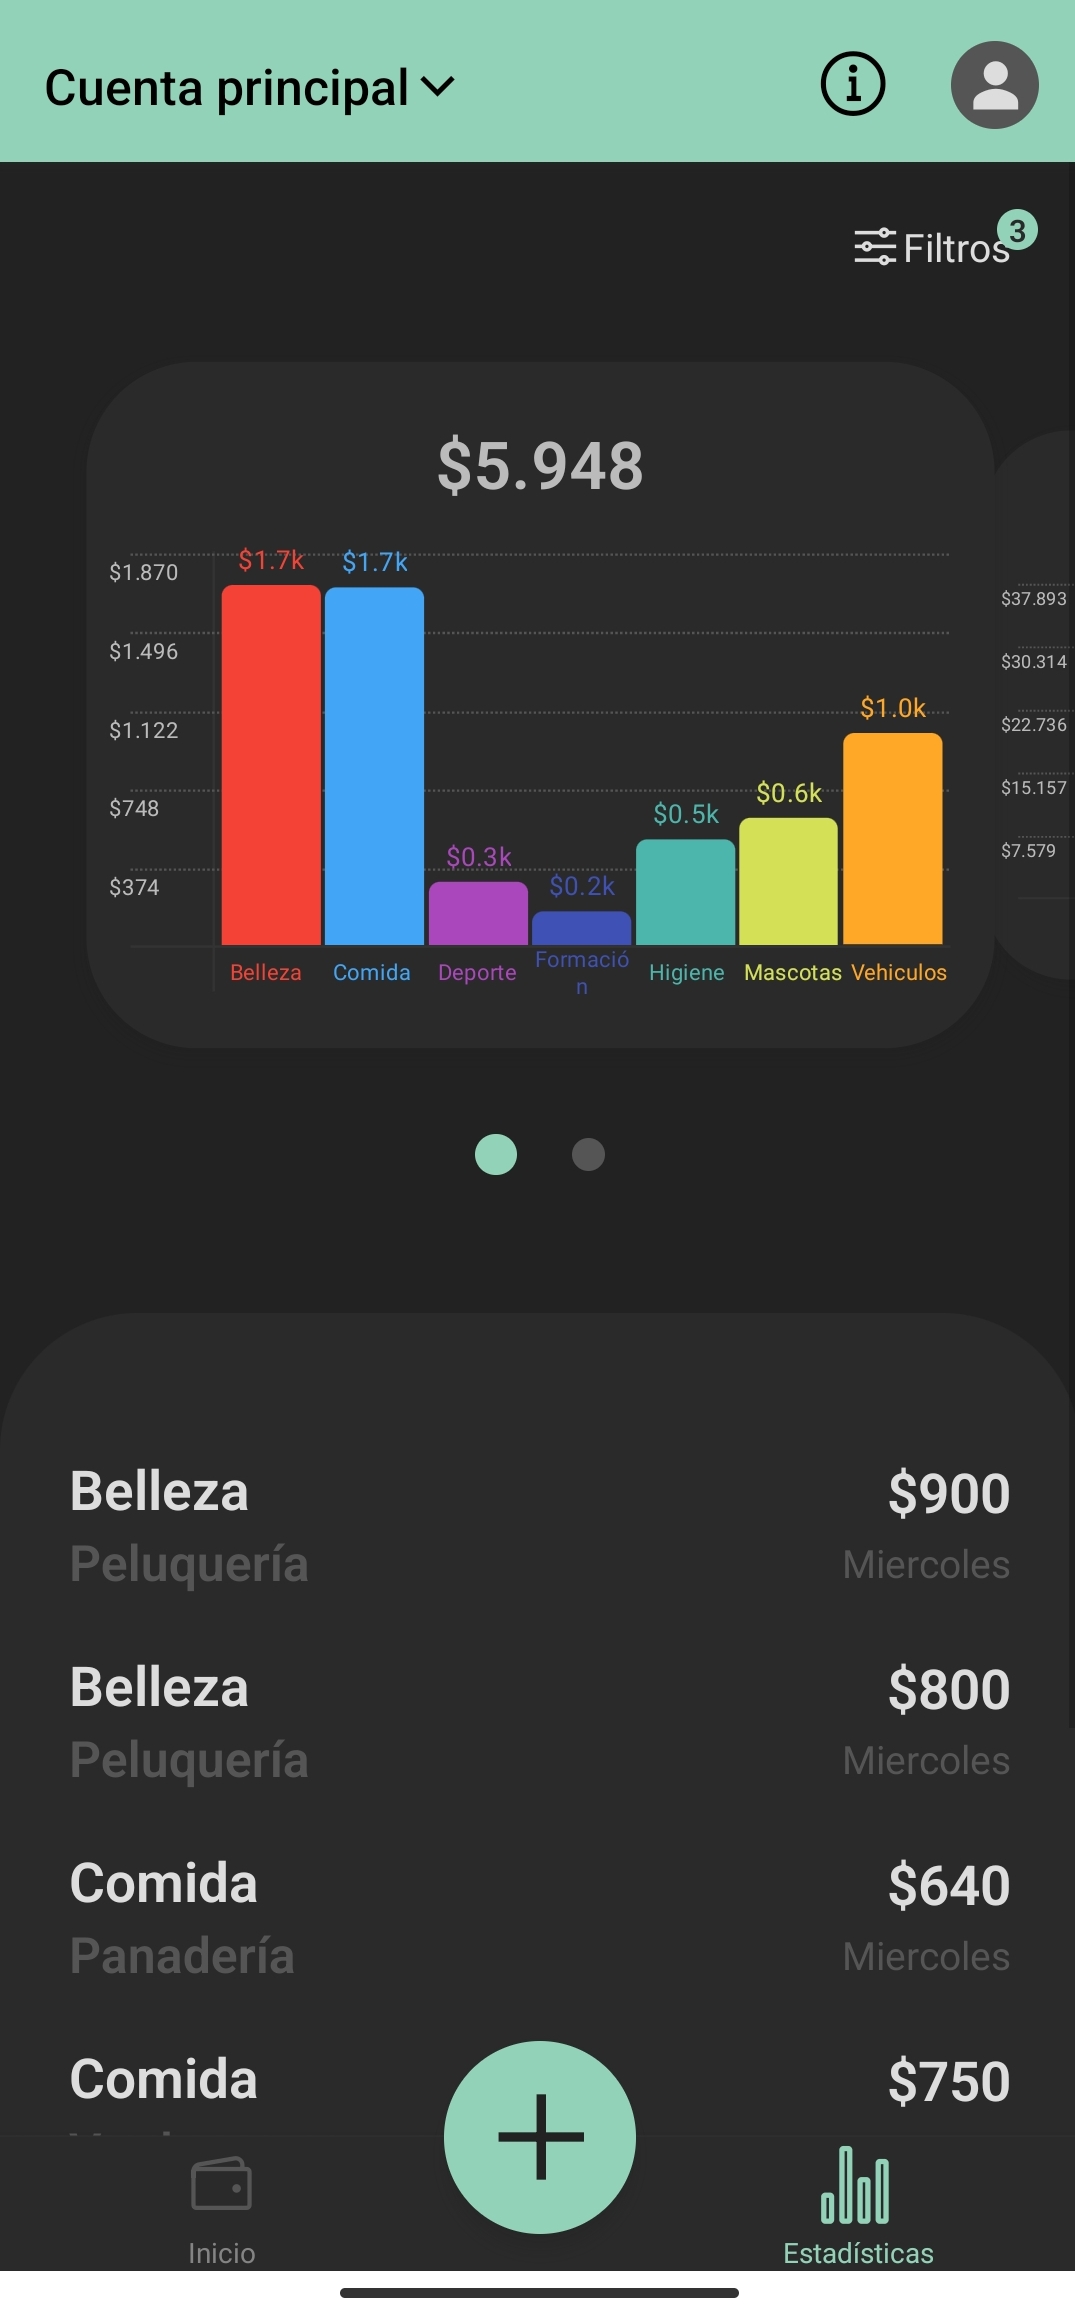 Cuenta principal
Filtros
3
$5.948
$1.7k
$1.7k
$1.870
$1.496
$1.122
$1.0k
$748
$0.6k
$0.5k
$0.3k
$0.2k
$374
Belleza
Comida
Deporte
Formació
n
Higiene
Mascotas
Vehiculos
$37.893
$30.314
$22.736
$15.157
$7.579
Belleza
$900
Peluquería
Miercoles
Belleza
$800
Peluquería
Miercoles
Comida
$640
Panadería
Miercoles
Comida
$750
Inicio
Estadísticas